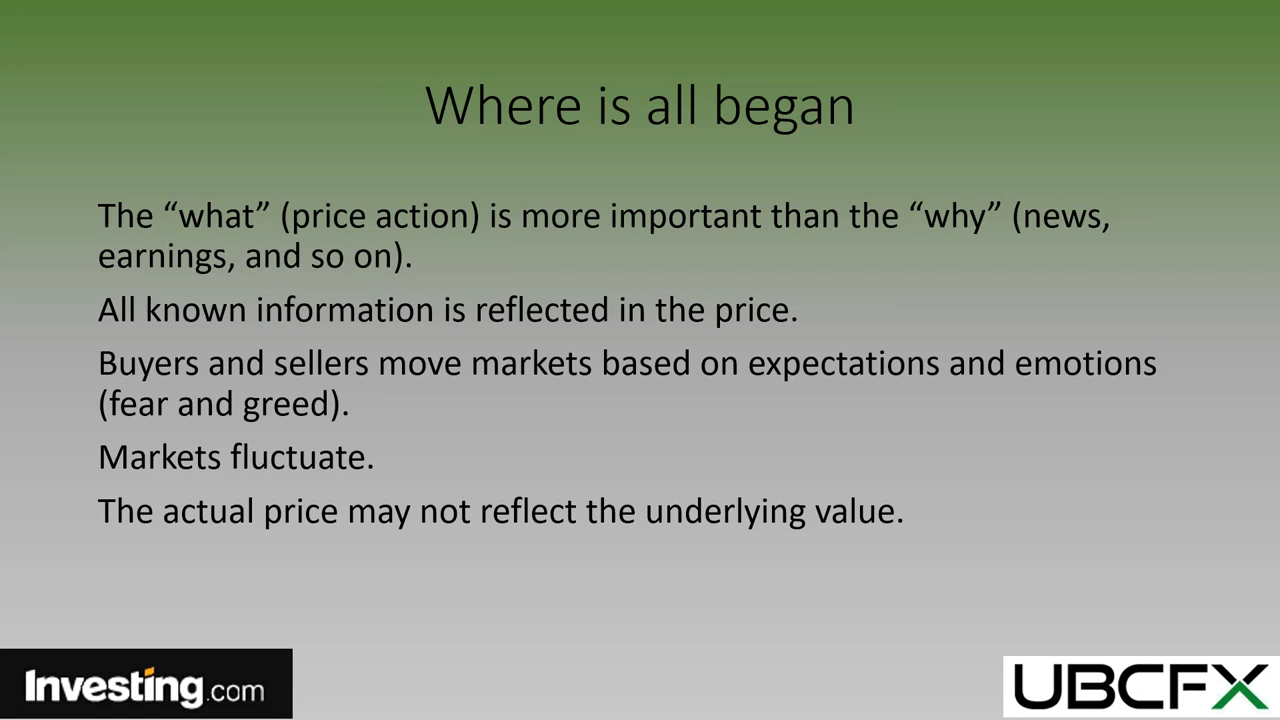 Where is all began
The “what” (price action) is more important than the “why” (news,
earnings, and so on).
All known information is reflected in the price.
Buyers and sellers move markets based on expectations and emotions
(fear and greed).
Markets fluctuate.
The actual price may not reflect the underlying value.
Investing.com
UBCFX